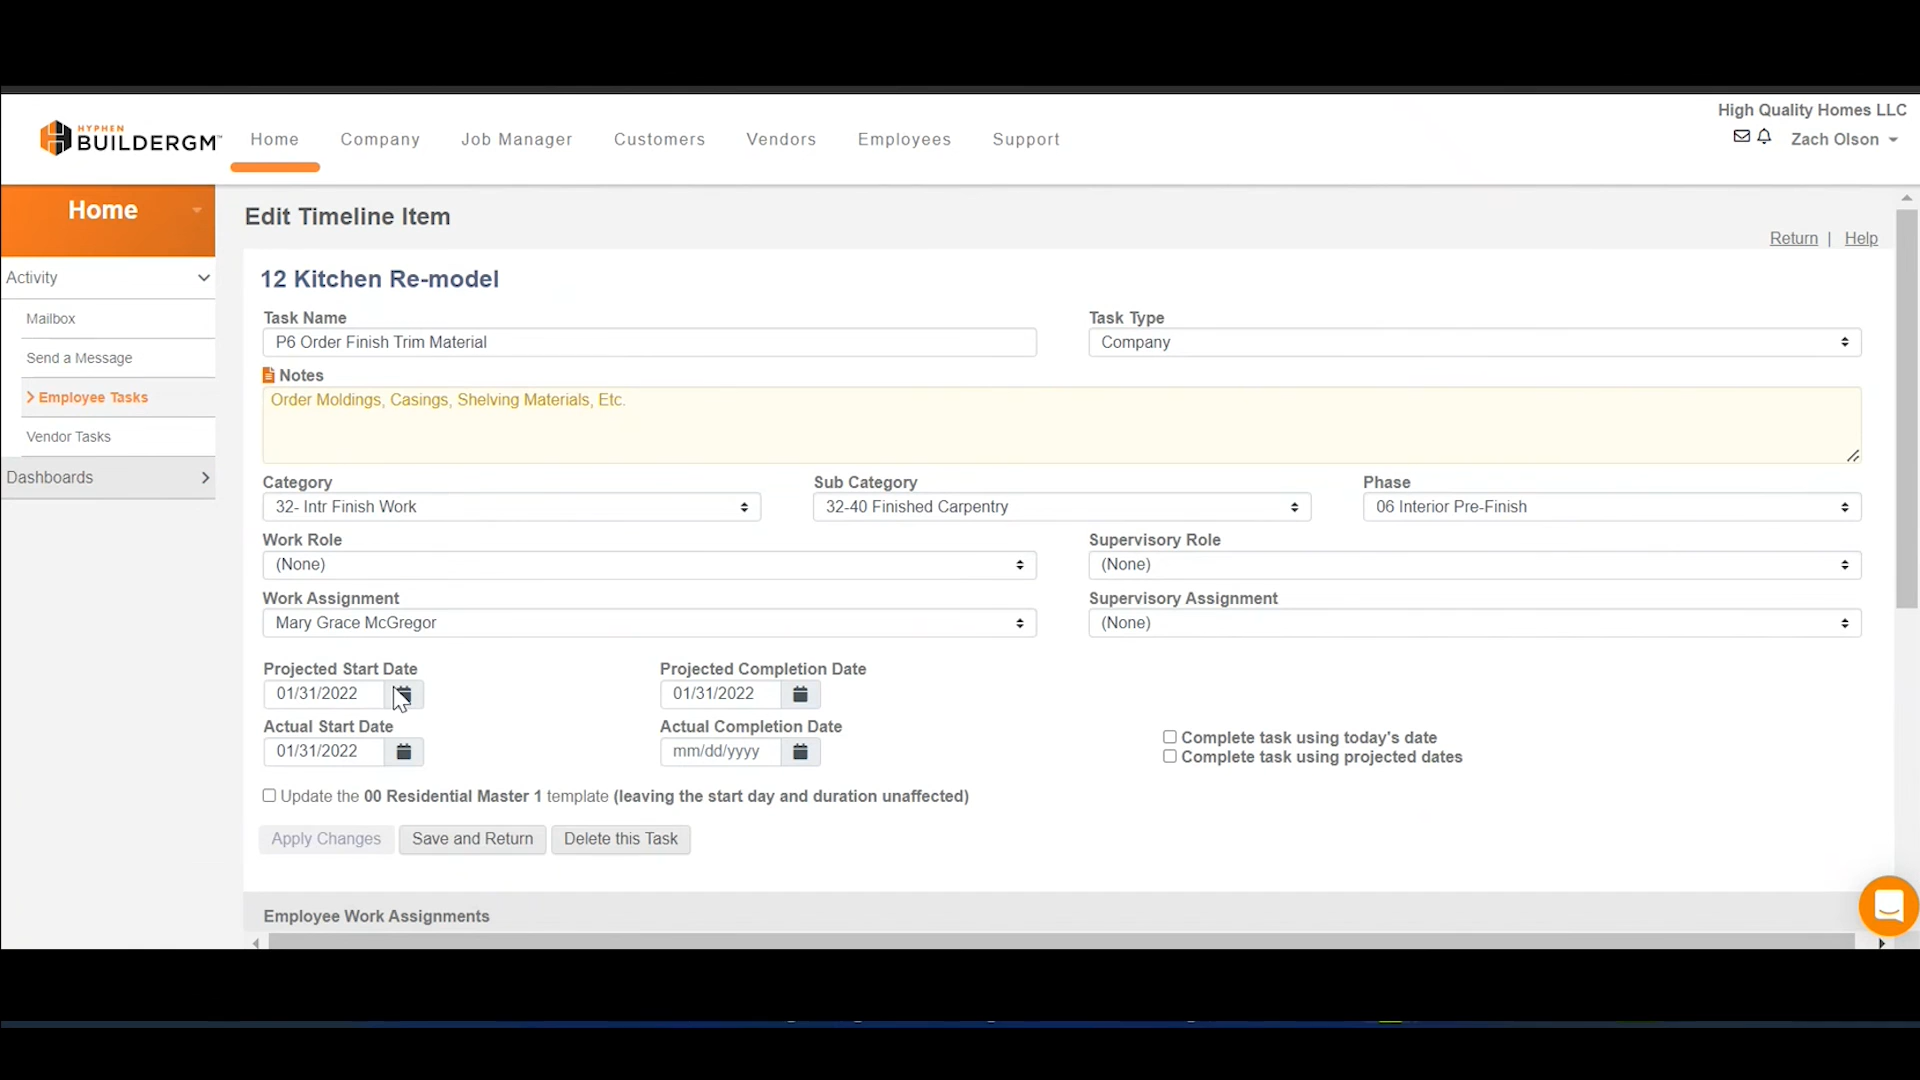 High Quality Homes LLC
HYPHEN
BUILDERGM™
Home
Company
Job Manager
Customers
Vendors
Employees
Support
Zach Olson
Home
Activity
Mailbox
Send a Message
Employee Tasks
Vendor Tasks
Dashboards
Edit Timeline Item
Return | Help
12 Kitchen Re-model
Task Name
P6 Order Finish Trim Material
Task Type
Company
Notes
Order Moldings, Casings, Shelving Materials, Etc.
Category
32- Intr Finish Work
Sub Category
32-40 Finished Carpentry
Phase
06 Interior Pre-Finish
Work Role
(None)
Supervisory Role
(None)
Work Assignment
Mary Grace McGregor
Supervisory Assignment
(None)
Projected Start Date
01/31/2022
Projected Completion Date
01/31/2022
Actual Start Date
01/31/2022
Actual Completion Date
mm/dd/yyyy
Complete task using today's date
Complete task using projected dates
Update the 00 Residential Master 1 template (leaving the start day and duration unaffected)
Apply Changes
Save and Return
Delete this Task
Employee Work Assignments